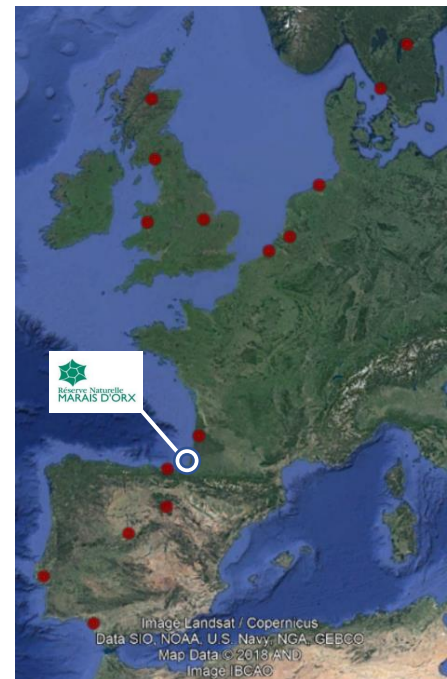 Réserve Naturelle
MARAIS D'ORX
Image Landsat / Copernicus
Data SIO, NOAA, U.S. Navy, NGA, GEBCO
Map Data © 2018 AND
Image IBCAO